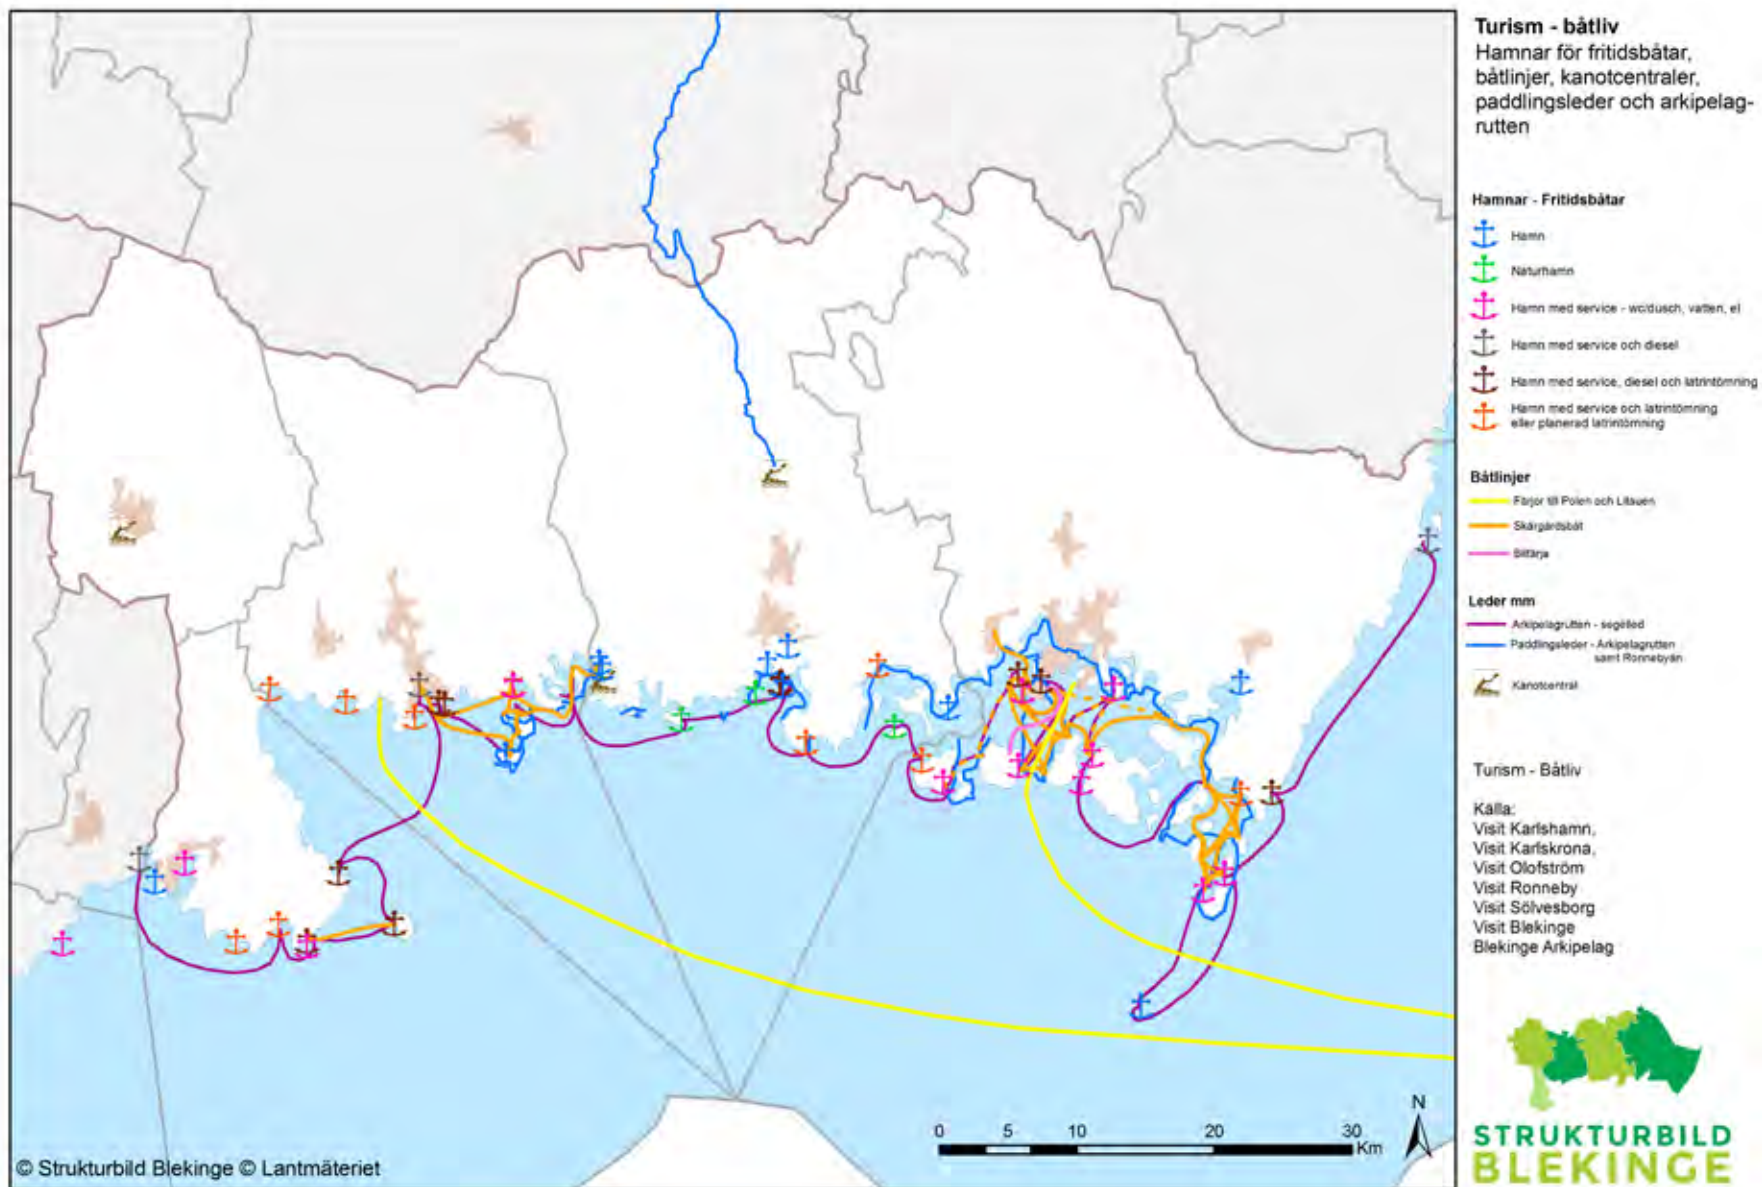 Turism - båtliv
Hamnar för fritidsbåtar,
båtlinjer, kanotcentraler,
paddlingsleder och arkipelag-
rutten
Hamnar - Fritidsbåtar
Hamn
Naturhamn
Hamn med service - wc/dusch, vatten, el
Hamn med service och diesel
Hamn med service, diesel och latrintömning
Hamn med service och latrintömning
eller planerad latrintömning
Båtlinjer
Färjor till Polen och Litauen
Skärgårdsbåt
Bilfärja
Leder mm
Arkipelagrutten - segelled
Paddlingsleder - Arkipelagrutten
samt Ronnebyån
Kanotcentral
Turism - Båtliv
Källa:
Visit Karlshamn,
Visit Karlskrona,
Visit Olofström
Visit Ronneby
Visit Sölvesborg
Visit Blekinge
Blekinge Arkipelag
N
0 5 10 20 30
Km
© Strukturbild Blekinge © Lantmäteriet
STRUKTURBILD
BLEKINGE